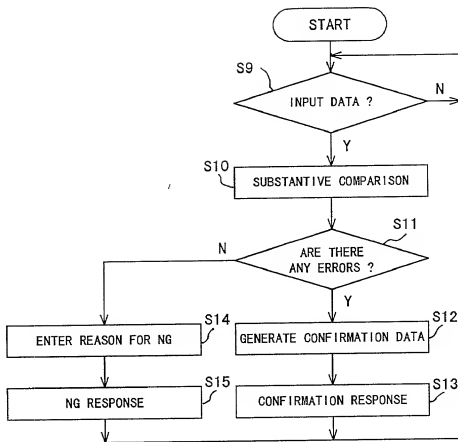 START
S9
INPUT DATA ?
N
Y
S10
SUBSTANTIVE COMPARISON
S11
N
ARE THERE
ANY ERRORS ?
Y
S14
S12
ENTER REASON FOR NG
GENERATE CONFIRMATION DATA
S15
S13
NG RESPONSE
CONFIRMATION RESPONSE